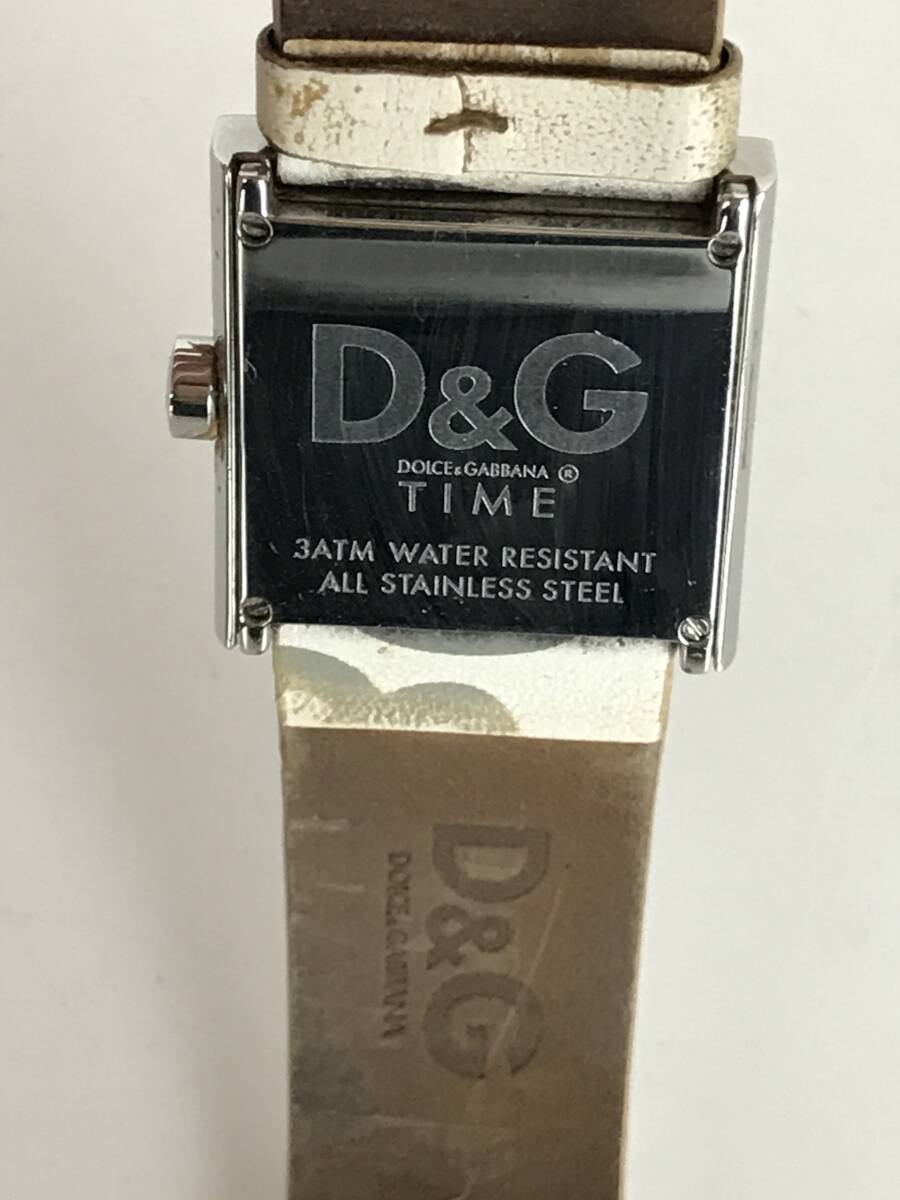 D&G
DOLCE&GABBANA ®
TIME
3ATM WATER RESISTANT
ALL STAINLESS STEEL
D&G
DOLCE&GABBANA